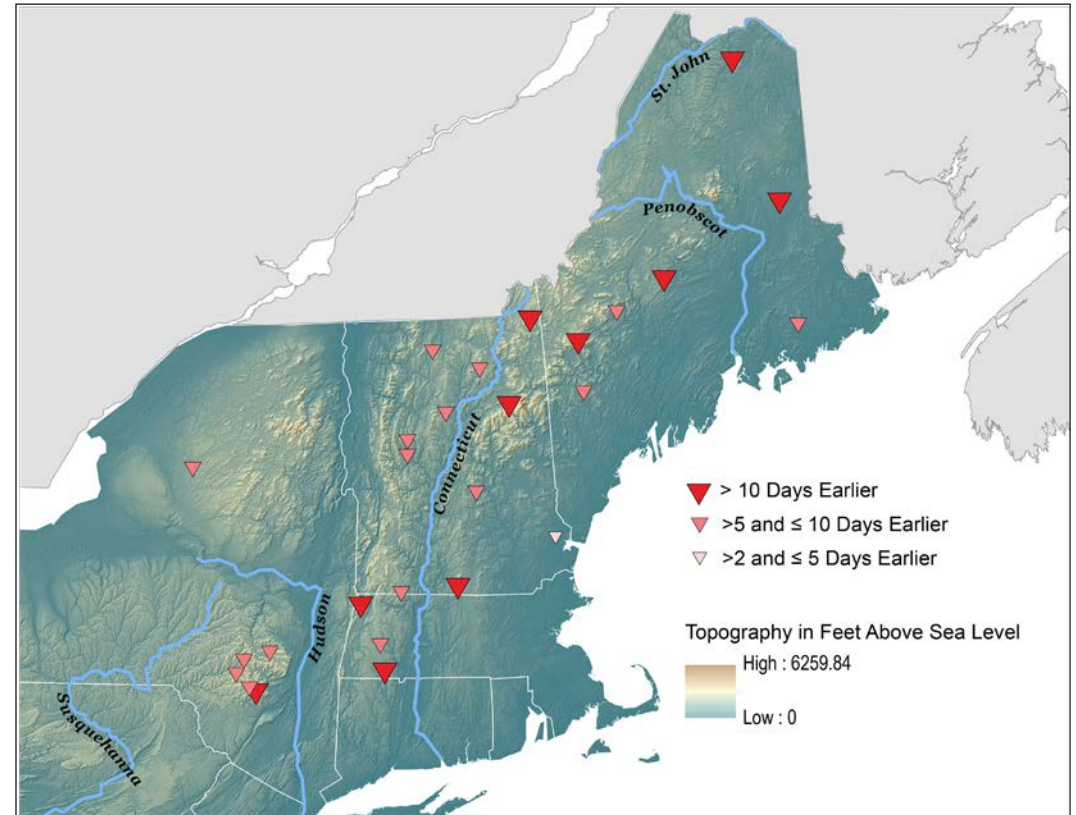 St. John
Penobscot
Connecticut
> 10 Days Earlier
>5 and ≤ 10 Days Earlier
>2 and ≤ 5 Days Earlier
Hudson
Topography in Feet Above Sea Level
High : 6259.84
Low : 0
Susquehanna